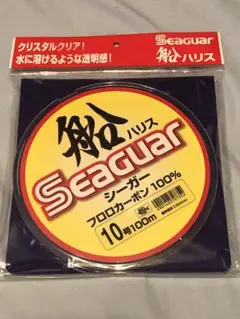 クリスタルクリア!
水に溶けるような透明感!
Seaguar
船ハリス
船ハリス
Seaguar
シーガー
フロロカーボン100%
10号100m